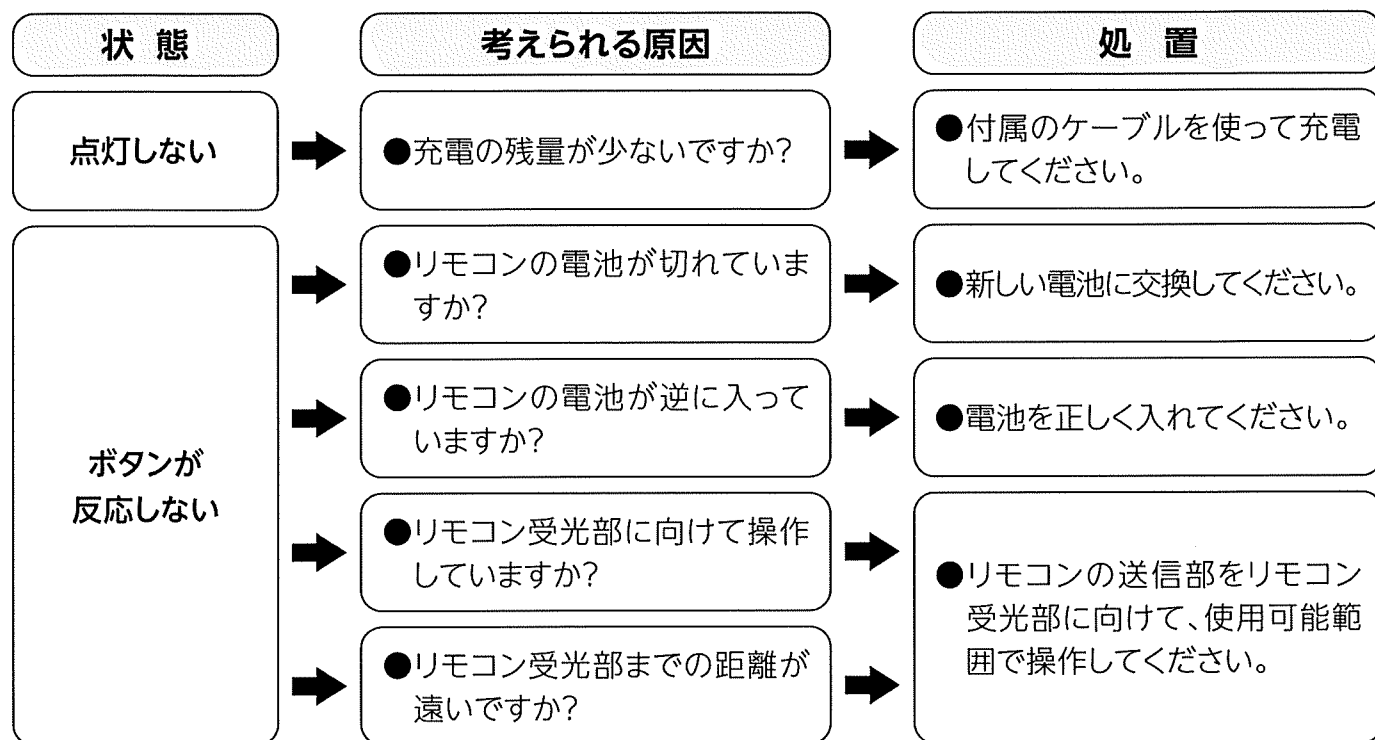 状 態
考えられる原因
処 置
点灯しない
●充電の残量が少ないですか?
●付属のケーブルを使って充電
してください。
ボタンが
反応しない
●リモコンの電池が切れていま
すか?
●新しい電池に交換してください。
●リモコンの電池が逆に入って
いますか?
●電池を正しく入れてください。
●リモコン受光部に向けて操作
していますか?
●リモコンの送信部をリモコン
受光部に向けて、使用可能範
囲で操作してください。
●リモコン受光部までの距離が
遠いですか?